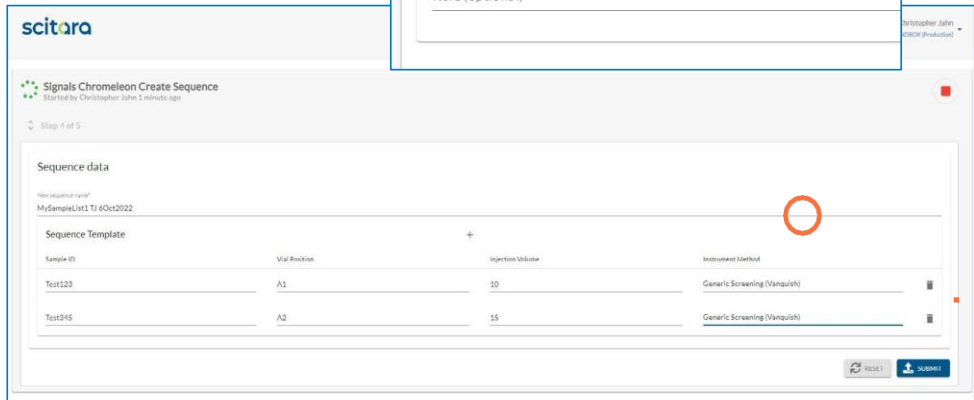 scitara
Christopher Jahn
Signals Chromeleon Create Sequence
Started by Christopher Jahn 1 minute ago
Step 4 of 5
Sequence data
New sequence name*
MySampleList1 TJ 6Oct2022
Sequence Template +
Sample ID Vial Position Injection Volume Instrument Method
Test123 A1 10 Generic Screening (Vanquish)
Test345 A2 15 Generic Screening (Vanquish)
RESET SUBMIT